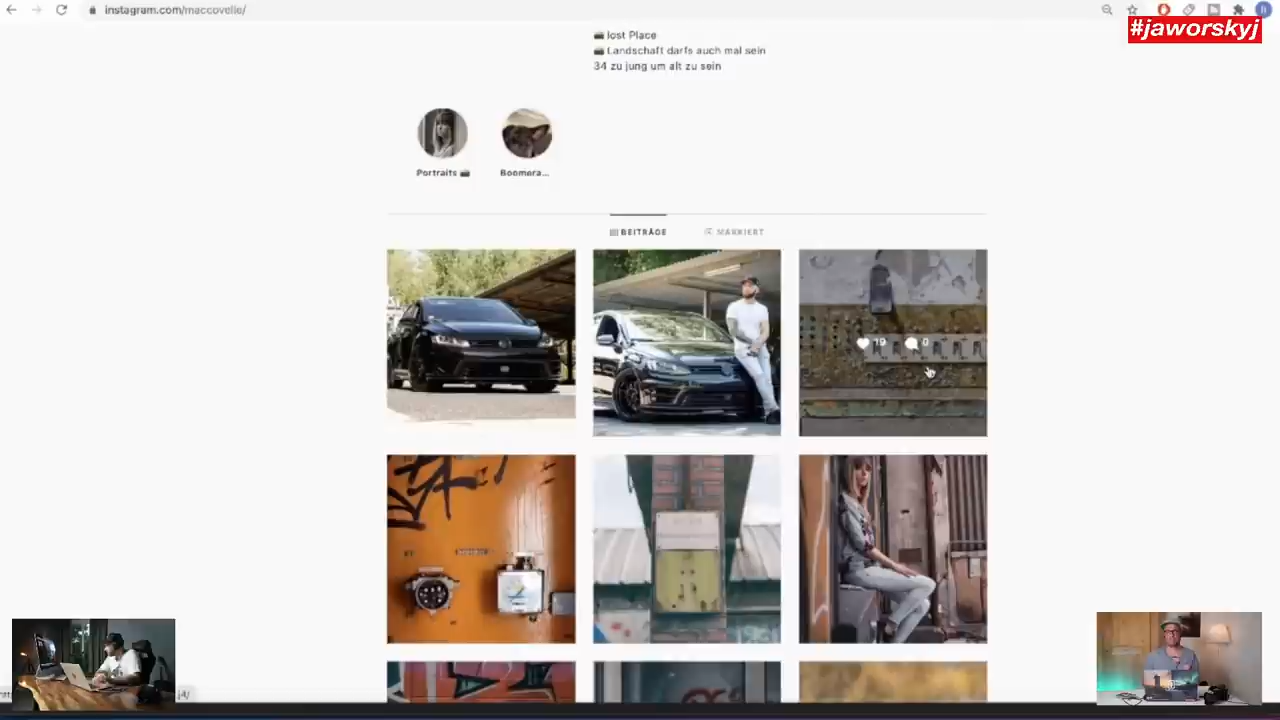 instagram.com/maccovelle/
#jaworskyj
lost Place
Landschaft darfs auch mal sein
34 zu jung um alt zu sein
Portraits
Boomera...
BEITRÄGE
MARKIERT
19 0